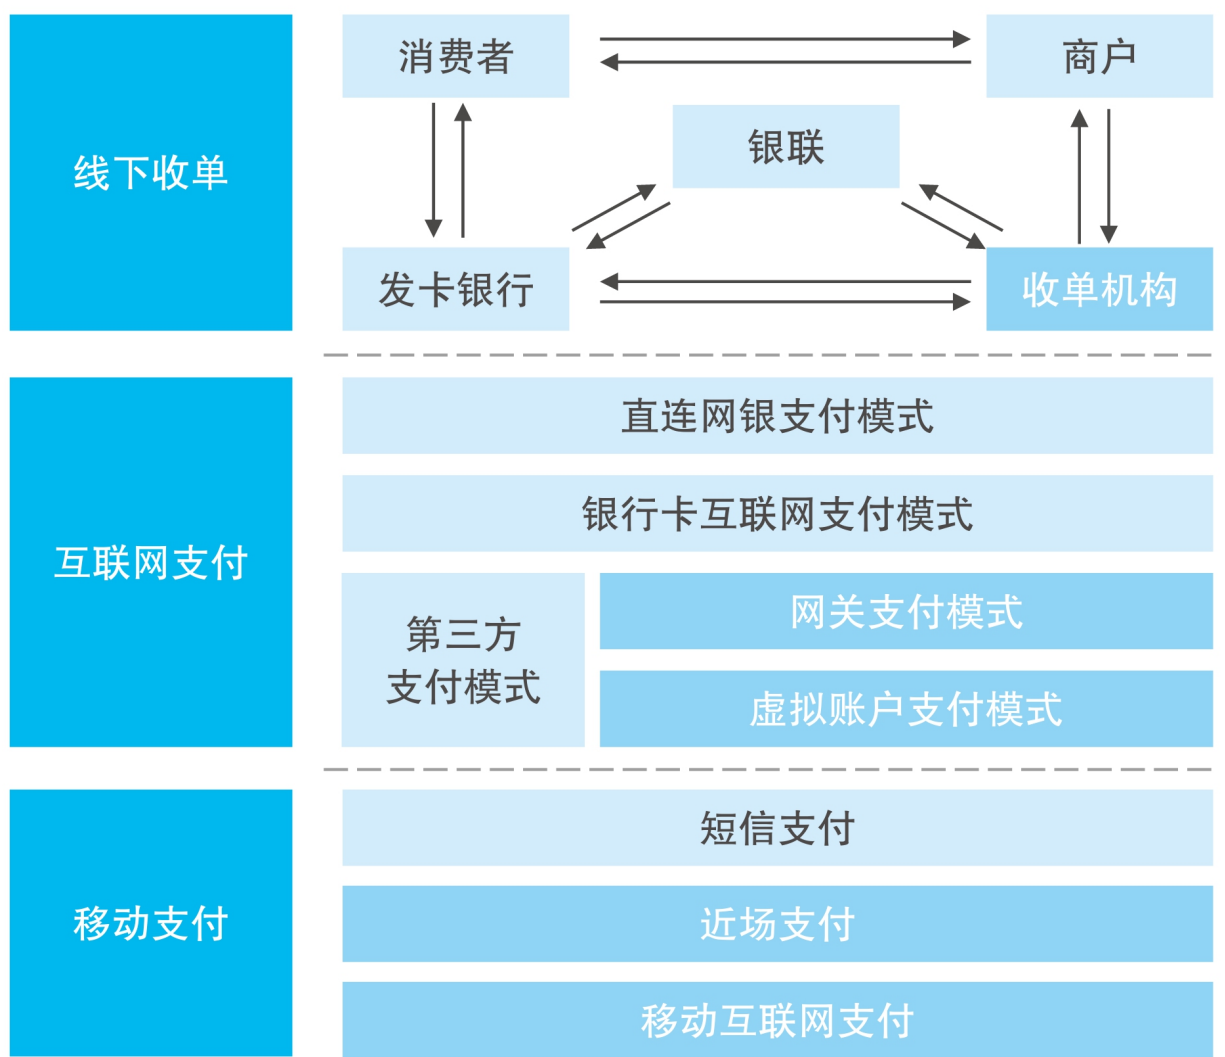 线下收单
消费者
商户
银联
发卡银行
收单机构
互联网支付
直连网银支付模式
银行卡互联网支付模式
第三方
支付模式
网关支付模式
虚拟账户支付模式
移动支付
短信支付
近场支付
移动互联网支付